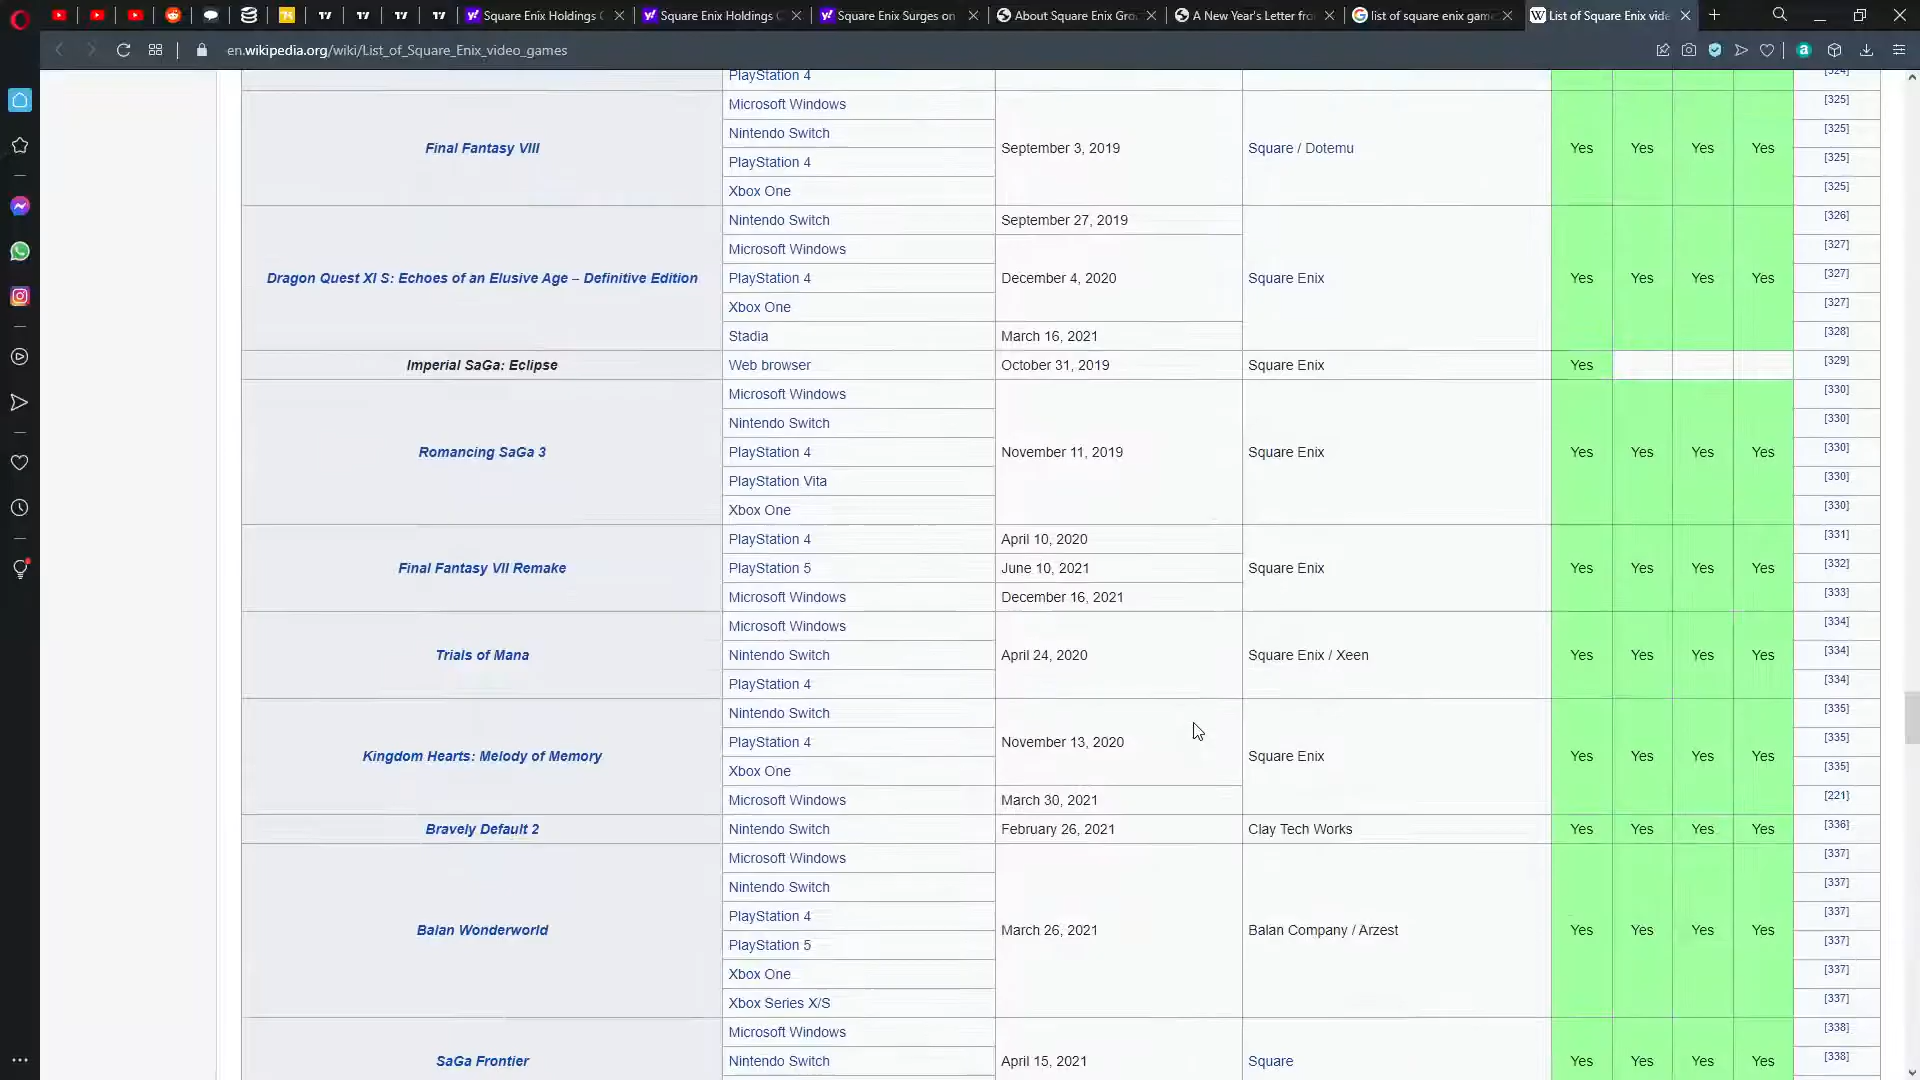 Square Enix Holdings C
Square Enix Holdings C
Square Enix Surges on
About Square Enix Gro
A New Year's Letter fro
list of square enix gam
List of Square Enix vid
en.wikipedia.org/wiki/List_of_Square_Enix_video_games
PlayStation 4 [324]
Final Fantasy VIII
Microsoft Windows [325]
Nintendo Switch [325]
September 3, 2019 Square / Dotemu Yes Yes Yes Yes
PlayStation 4 [325]
Xbox One [325]
Nintendo Switch September 27, 2019 [326]
Microsoft Windows [327]
Dragon Quest XI S: Echoes of an Elusive Age – Definitive Edition PlayStation 4 December 4, 2020 Square Enix Yes Yes Yes Yes [327]
Xbox One [327]
Stadia March 16, 2021 [328]
Imperial SaGa: Eclipse Web browser October 31, 2019 Square Enix Yes [329]
Microsoft Windows [330]
Nintendo Switch [330]
Romancing SaGa 3 PlayStation 4 November 11, 2019 Square Enix Yes Yes Yes Yes [330]
PlayStation Vita [330]
Xbox One [330]
PlayStation 4 April 10, 2020 [331]
Final Fantasy VII Remake PlayStation 5 June 10, 2021 Square Enix Yes Yes Yes Yes [332]
Microsoft Windows December 16, 2021 [333]
Microsoft Windows [334]
Trials of Mana Nintendo Switch April 24, 2020 Square Enix / Xeen Yes Yes Yes Yes [334]
PlayStation 4 [334]
Nintendo Switch [335]
PlayStation 4 November 13, 2020 [335]
Kingdom Hearts: Melody of Memory Square Enix Yes Yes Yes Yes
Xbox One [335]
Microsoft Windows March 30, 2021 [221]
Bravely Default 2 Nintendo Switch February 26, 2021 Clay Tech Works Yes Yes Yes Yes [336]
Microsoft Windows [337]
Nintendo Switch [337]
PlayStation 4 [337]
Balan Wonderworld March 26, 2021 Balan Company / Arzest Yes Yes Yes Yes
PlayStation 5 [337]
Xbox One [337]
Xbox Series X/S [337]
Microsoft Windows [338]
SaGa Frontier Nintendo Switch April 15, 2021 Square Yes Yes Yes Yes [338]